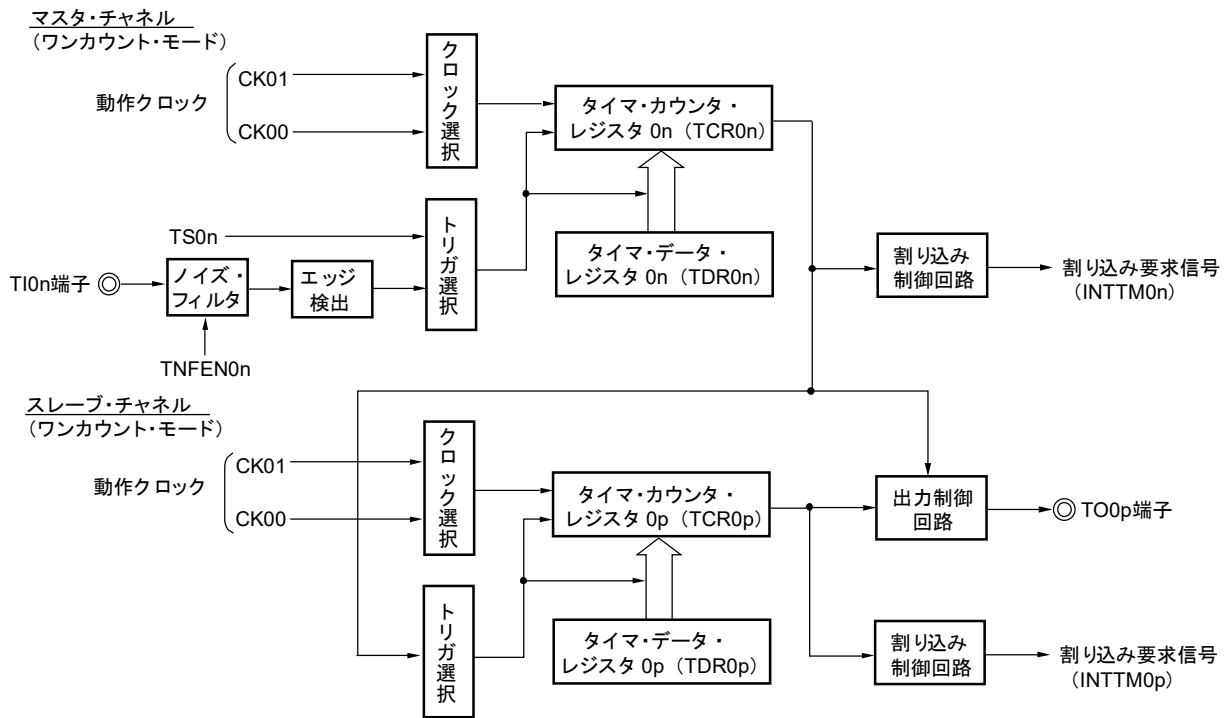 マスタ・チャネル
(ワンカウント・モード)
動作クロック
CK01
CK00
クロック選択
タイマ・カウンタ・
レジスタ 0n (TCR0n)
TS0n
トリガ選択
タイマ・データ・
レジスタ 0n (TDR0n)
TI0n端子
ノイズ・
フィルタ
エッジ
検出
TNFEN0n
割り込み
制御回路
割り込み要求信号
(INTTM0n)
スレーブ・チャネル
(ワンカウント・モード)
動作クロック
CK01
CK00
クロック選択
タイマ・カウンタ・
レジスタ 0p (TCR0p)
出力制御
回路
TO0p端子
トリガ選択
タイマ・データ・
レジスタ 0p (TDR0p)
割り込み
制御回路
割り込み要求信号
(INTTM0p)